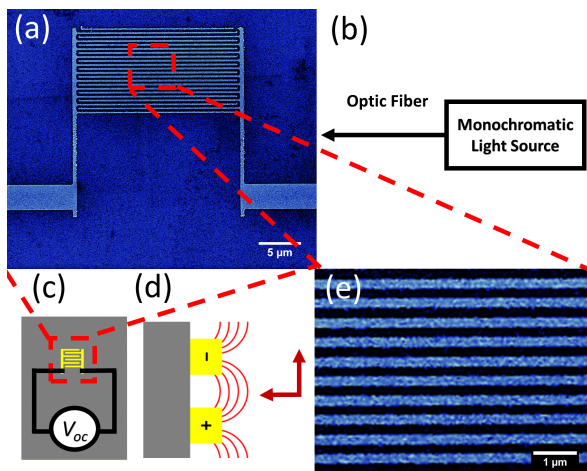 (a)
(b)
Optic Fiber
Monochromatic
Light Source
5 µm
(c)
(d)
(e)
–
+
Voc
1 µm